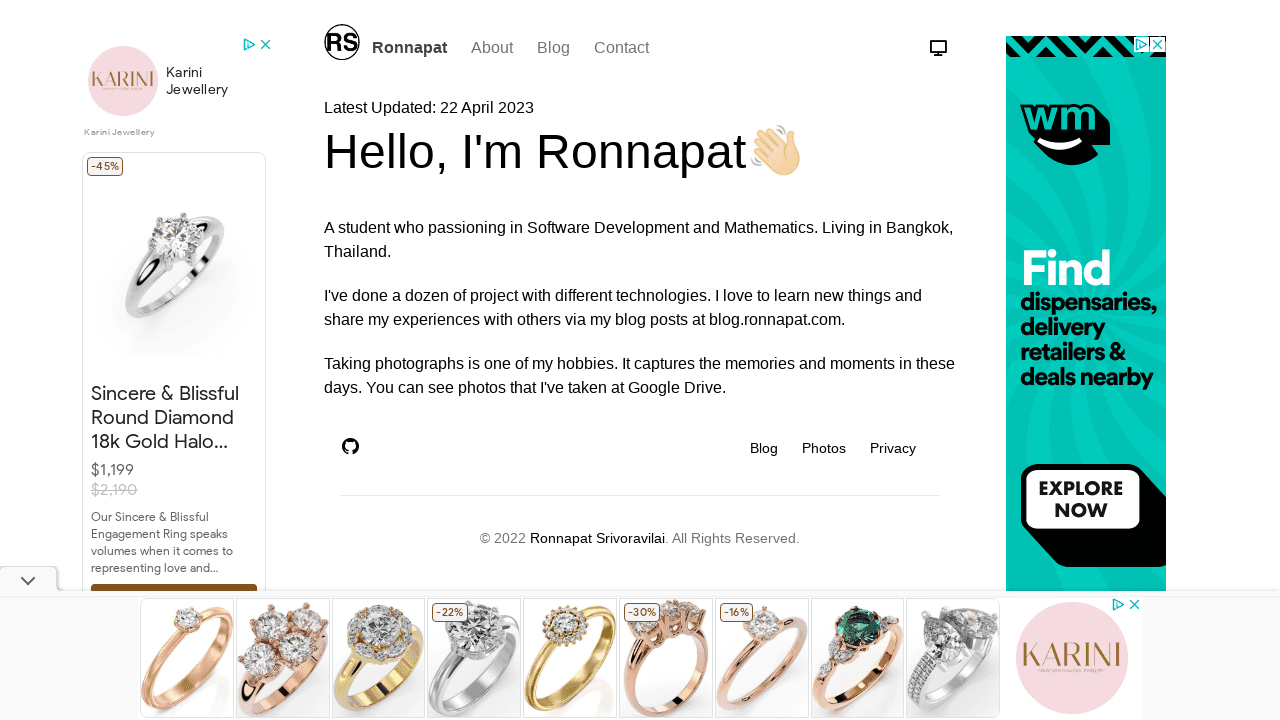 RS
Ronnapat
About
Blog
Contact
Latest Updated: 22 April 2023
Hello, I'm Ronnapat
A student who passioning in Software Development and Mathematics. Living in Bangkok,
Thailand.
I've done a dozen of project with different technologies. I love to learn new things and
share my experiences with others via my blog posts at blog.ronnapat.com.
Taking photographs is one of my hobbies. It captures the memories and moments in these
days. You can see photos that I've taken at Google Drive.
Blog
Photos
Privacy
© 2022 Ronnapat Srivoravilai. All Rights Reserved.
KARINI
Karini
Jewellery
Karini Jewellery
-45%
Sincere & Blissful
Round Diamond
18k Gold Halo...
$1,199
$2,190
Our Sincere & Blissful
Engagement Ring speaks
volumes when it comes to
representing love and...
wm
Find
dispensaries,
delivery
retailers &
deals nearby
EXPLORE
NOW
-22%
-30%
-16%
KARINI